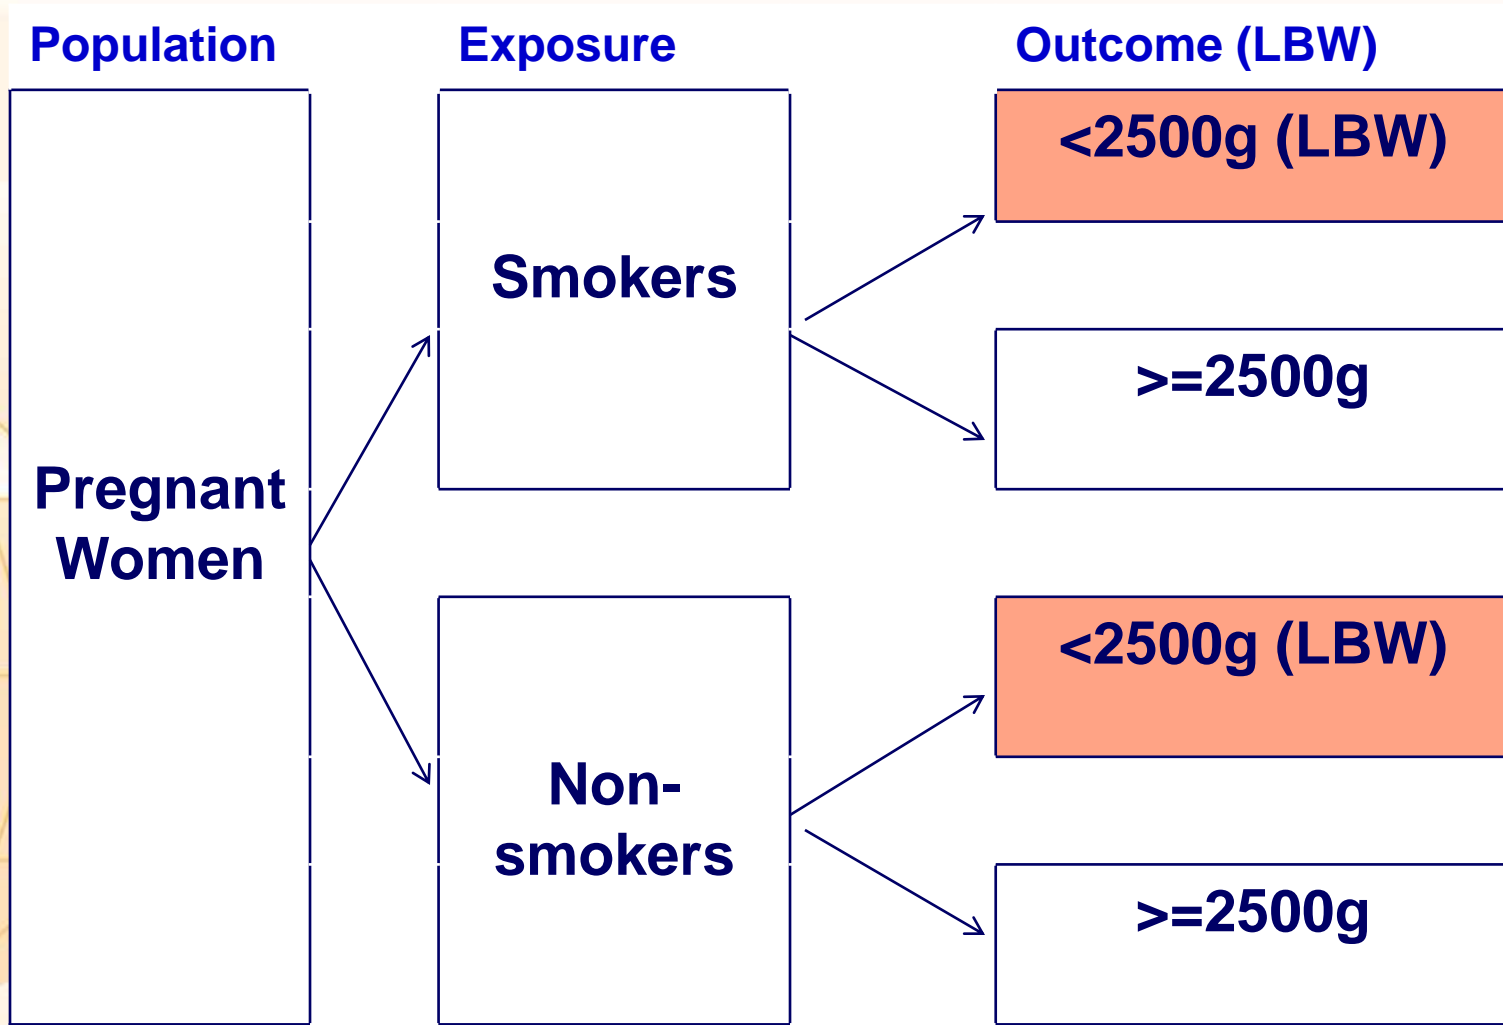 Population
Exposure
Outcome (LBW)
Pregnant
Women
Smokers
<2500g (LBW)
>=2500g
Non-
smokers
<2500g (LBW)
>=2500g